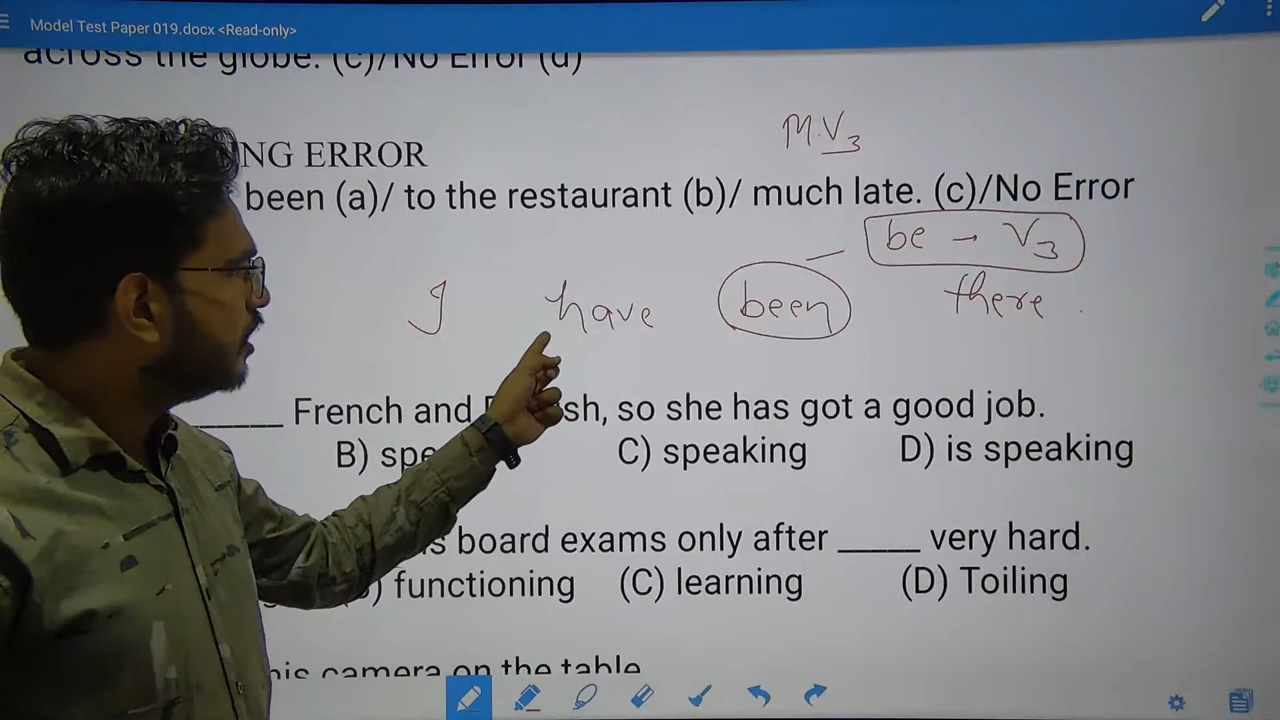 Model Test Paper 019.docx <Read-only>
across the globe. (c)/No Error (d)
NG ERROR
M.V3
been (a)/ to the restaurant (b)/ much late. (c)/No Error
be → V3
I have been there.
French and sh, so she has got a good job.
B) spe C) speaking D) is speaking
s board exams only after _____ very hard.
) functioning (C) learning (D) Toiling
his camera on the table